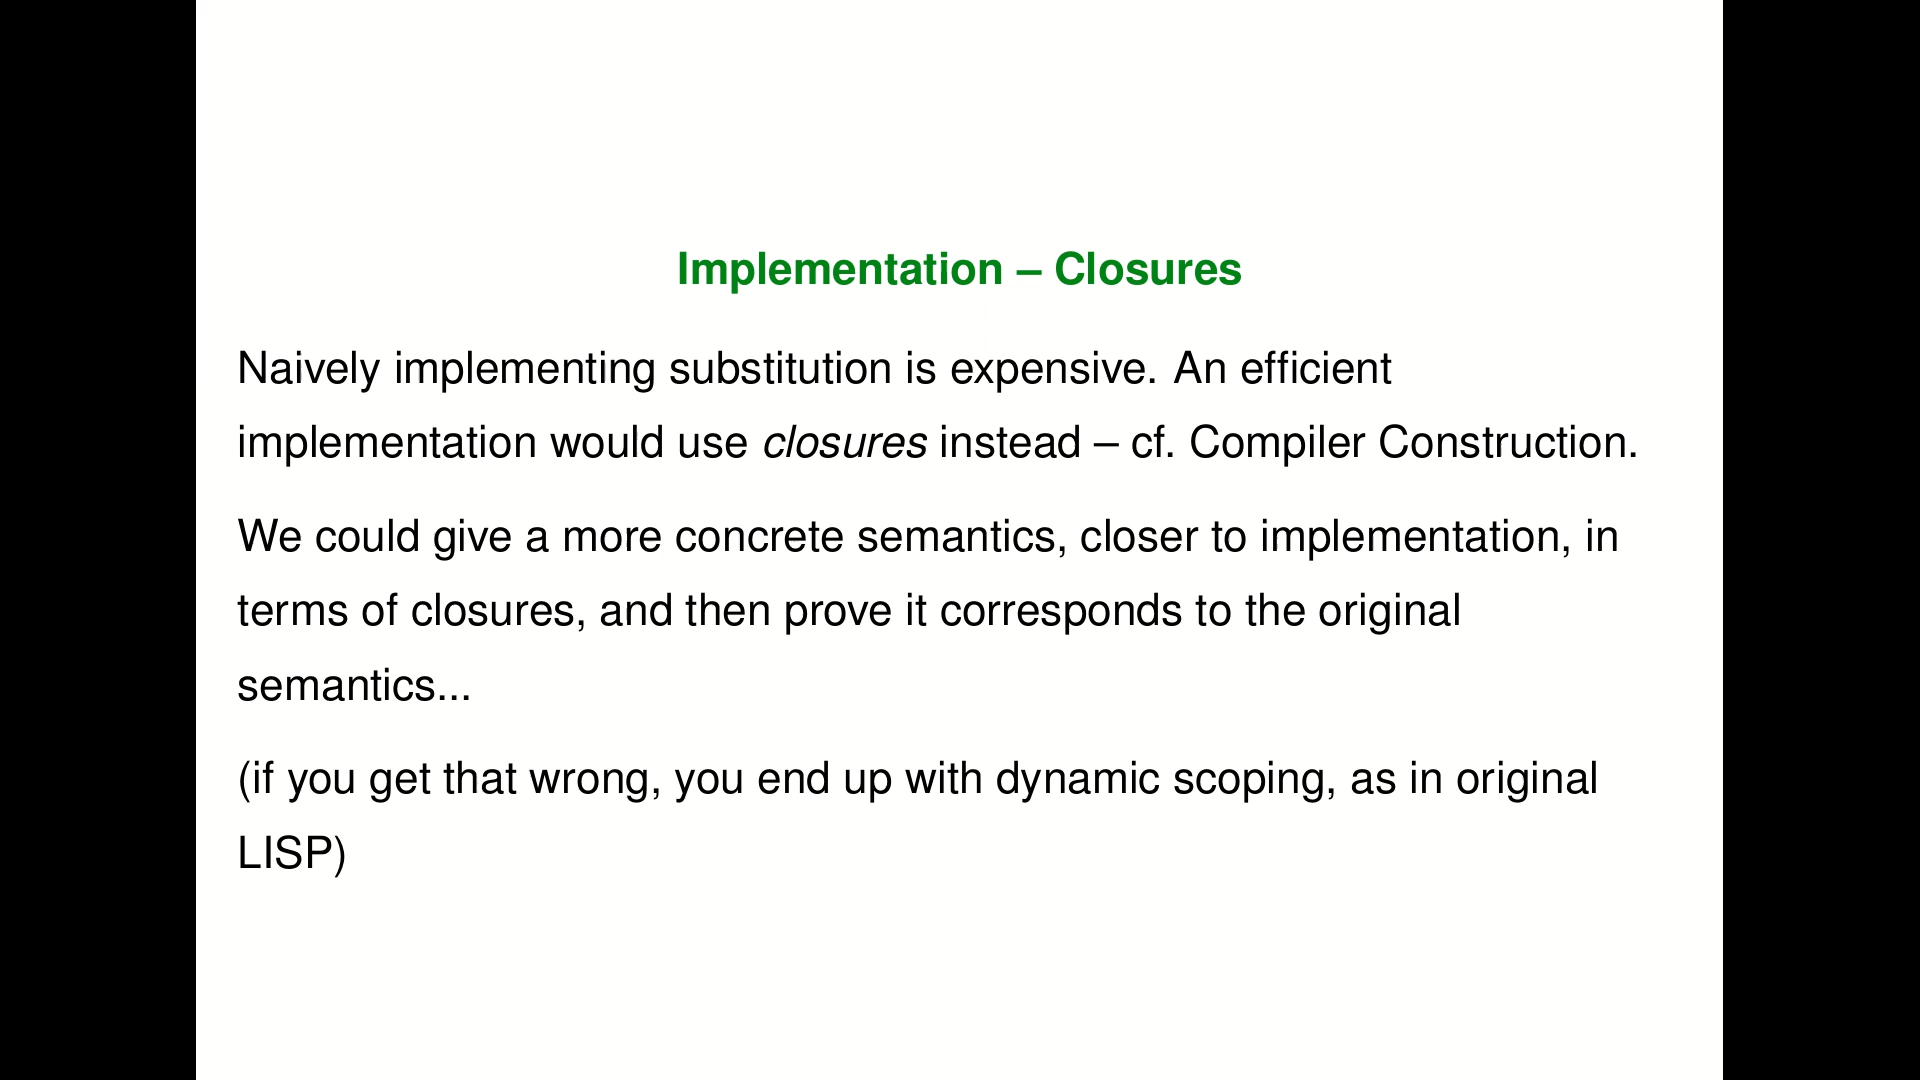 Implementation – Closures
Naively implementing substitution is expensive. An efficient
implementation would use closures instead – cf. Compiler Construction.
We could give a more concrete semantics, closer to implementation, in
terms of closures, and then prove it corresponds to the original
semantics...
(if you get that wrong, you end up with dynamic scoping, as in original
LISP)